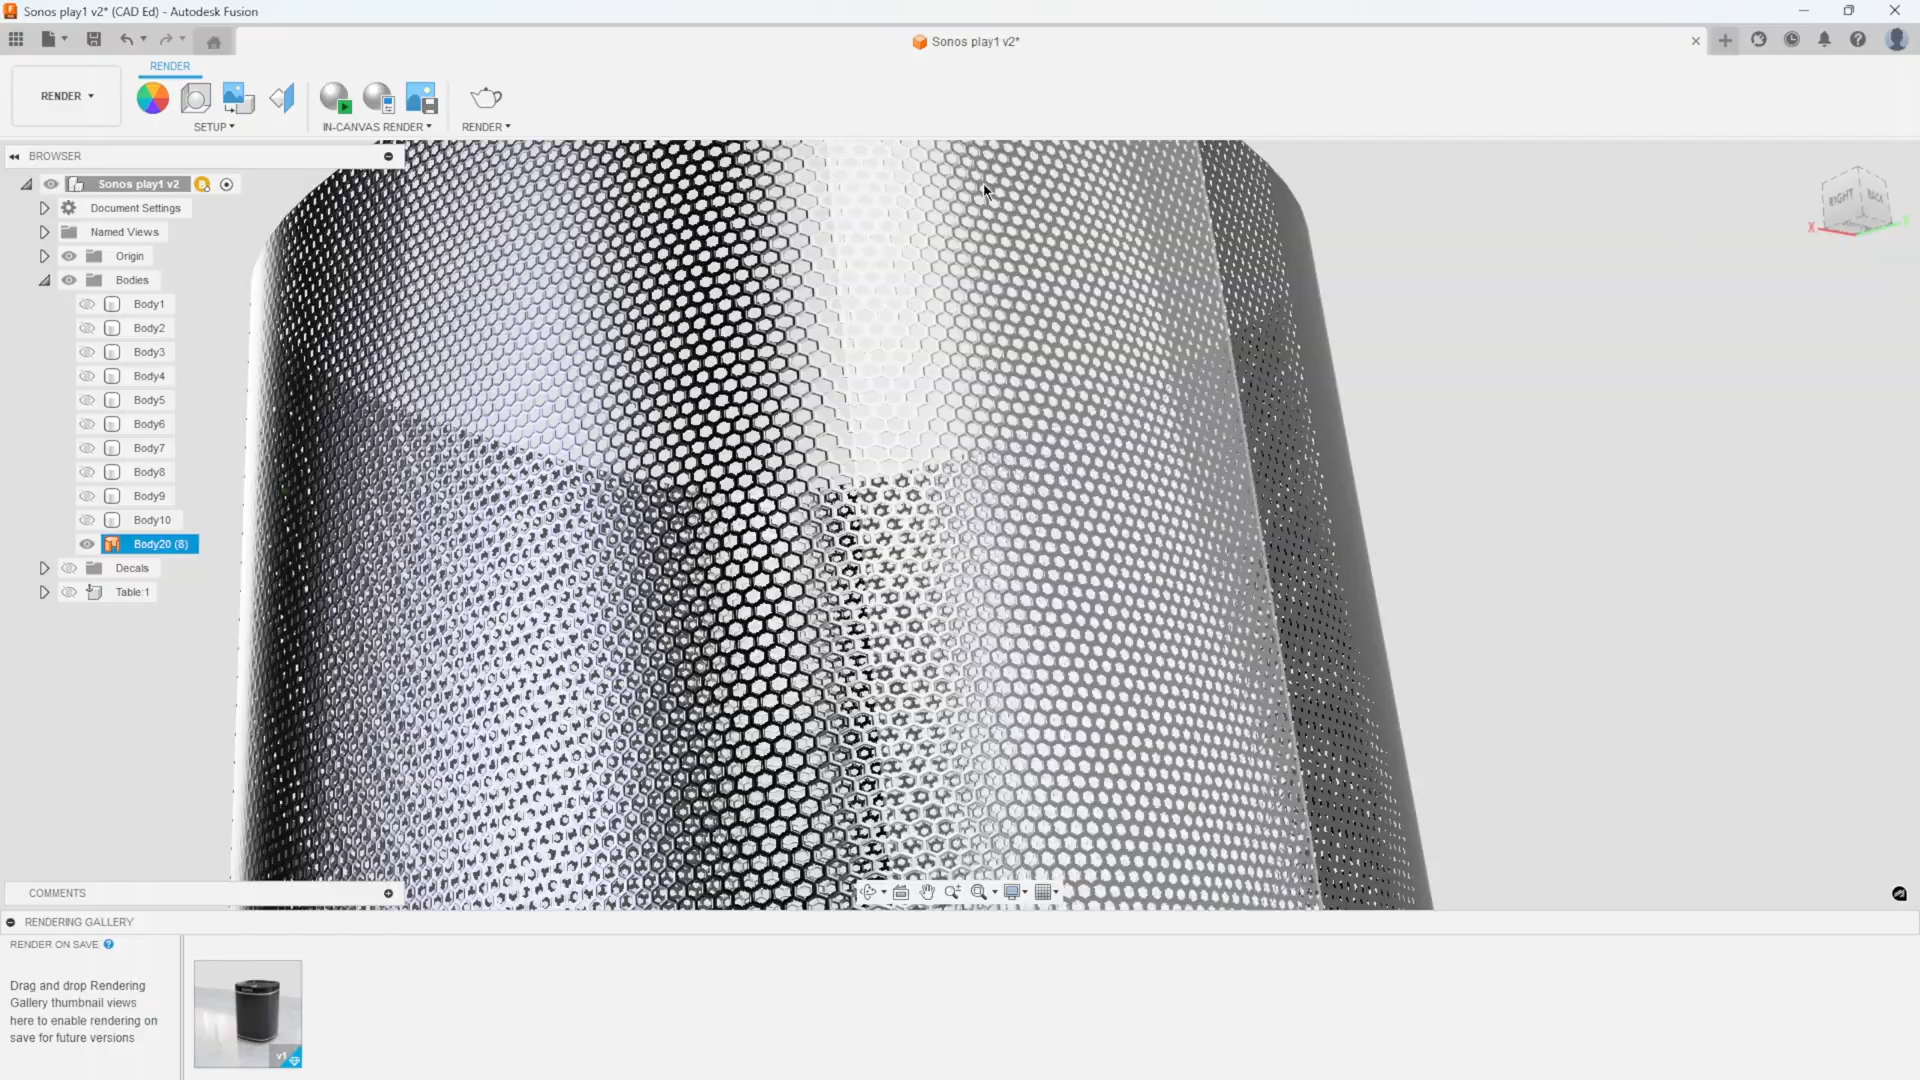 Sonos play1 v2* (CAD Ed) - Autodesk Fusion
Sonos play1 v2*
RENDER
RENDER
SETUP
IN-CANVAS RENDER
RENDER
BROWSER
Sonos play1 v2
Document Settings
Named Views
Origin
Bodies
Body1
Body2
Body3
Body4
Body5
Body6
Body7
Body8
Body9
Body10
Body20 (8)
Decals
Table:1
RIGHT
BACK
X
COMMENTS
RENDERING GALLERY
RENDER ON SAVE
Drag and drop Rendering
Gallery thumbnail views
here to enable rendering on
save for future versions
v1